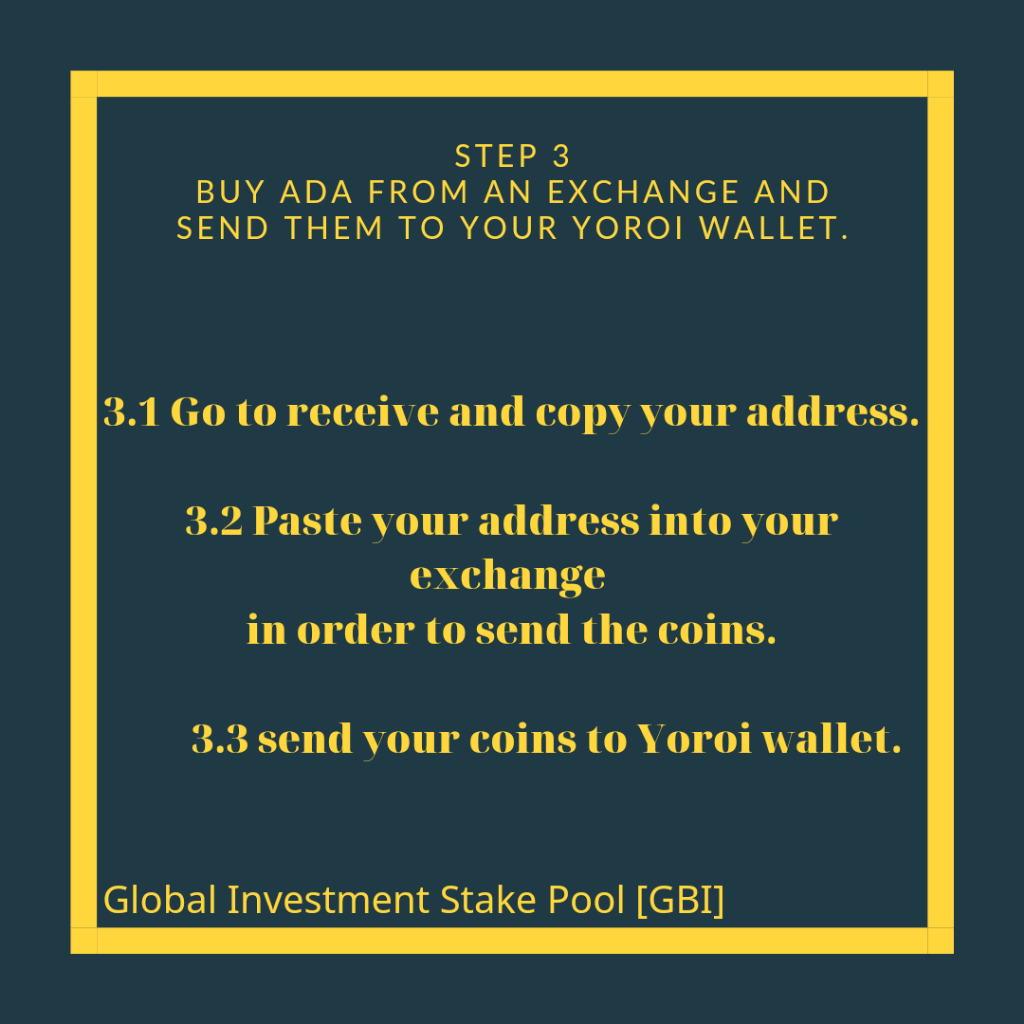 STEP 3
BUY ADA FROM AN EXCHANGE AND
SEND THEM TO YOUR YOROI WALLET.
3.1 Go to receive and copy your address.
3.2 Paste your address into your
exchange
in order to send the coins.
3.3 send your coins to Yoroi wallet.
Global Investment Stake Pool [GBI]